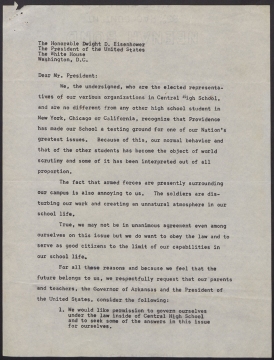 The Honorable Dwight D. Eisenhower
The President of the United States
The White House
Washington, D.C.
Dear Mr. President:
We, the undersigned, who are the elected representa-
tives of our various organizations in Central High School,
and are no different from any other high school student in
New York, Chicago or California, recognize that Providence
has made our School a testing ground for one of our Nation's
greatest issues. Because of this, our normal behavior and
that of the other students has become the object of world
scrutiny and some of it has been interpreted out of all
proportion.
The fact that armed forces are presently surrounding
our campus is also annoying to us. The soldiers are dis-
turbing our work and creating an unnatural atmosphere in our
school life.
True, we may not be in unanimous agreement even among
ourselves on this issue but we do want to obey the law and to
serve as good citizens to the limit of our capabilities in
our school life.
For all these reasons and because we feel that the
future belongs to us, we respectfully request that our parents
and teachers, the Governor of Arkansas and the President of
the United States, consider the following:
1. We would like permission to govern ourselves
under the law inside of Central High School
and to seek some of the answers in this issue
for ourselves.